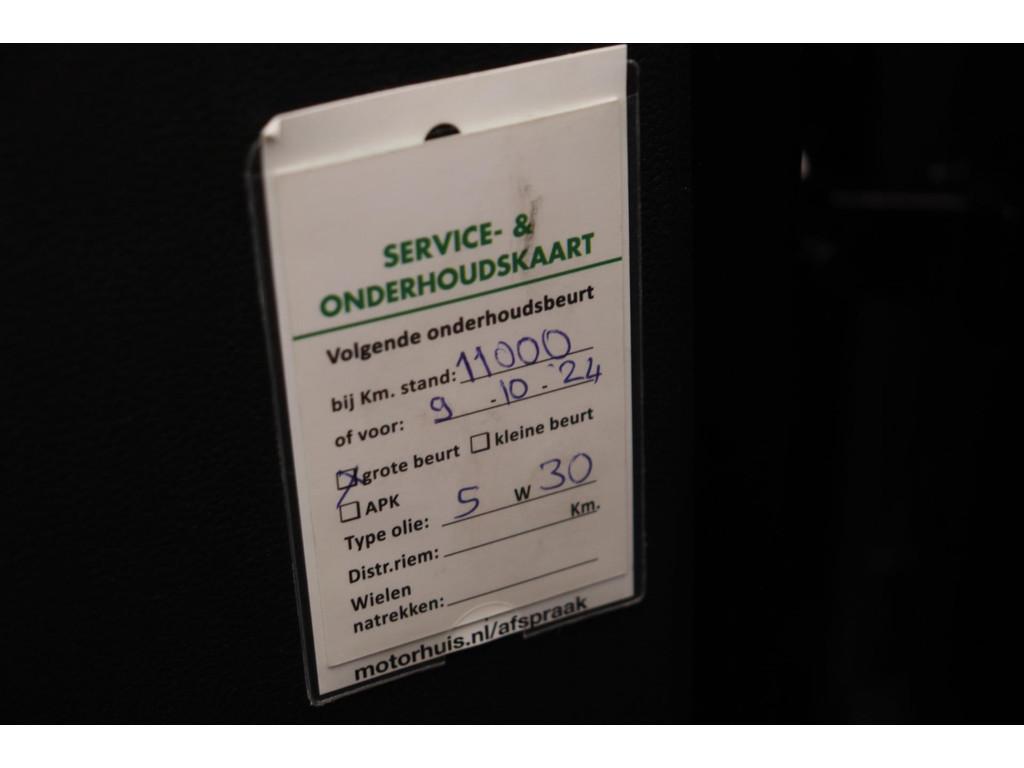 SERVICE- &
ONDERHOUDSKAART
Volgende onderhoudsbeurt
bij Km. stand: 11000
of voor: 9 - 10 - '24
grote beurt kleine beurt
APK
Type olie: 5 W 30
Distr.riem: Km.
Wielen
natrekken:
motorhuis.nl/afspraak